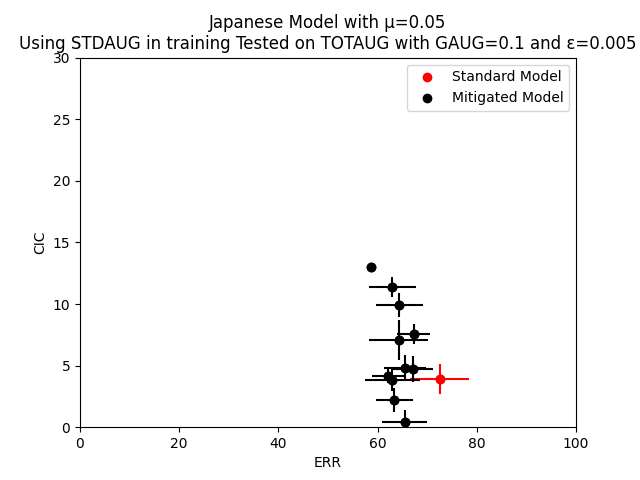 Japanese Model with μ=0.05
Using STDAUG in training Tested on TOTAUG with GAUG=0.1 and ε=0.005
Standard Model
Mitigated Model
CIC
30
25
20
15
10
5
0
0 20 40 60 80 100
ERR